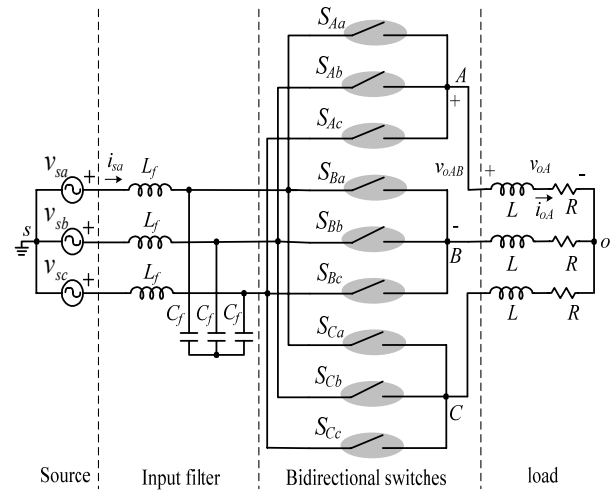 S_Aa
S_Ab
A
+
S_Ac
v_sa
i_sa
L_f
S_Ba
v_oAB
+
v_oA
-
+
L
i_oA
R
v_sb
L_f
S_Bb
-
s
+
B
L
R
o
v_sc
L_f
S_Bc
+
L
R
C_f
C_f
C_f
S_Ca
S_Cb
C
S_Cc
Source
Input filter
Bidirectional switches
load